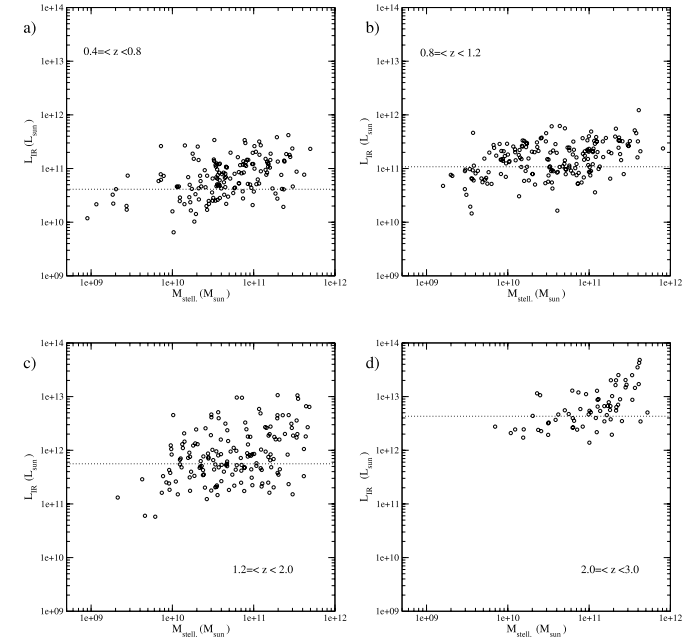 a)
0.4=< z <0.8
1e+14
1e+13
1e+12
1e+11
1e+10
1e+09
L_IR (L_sun)
1e+09 1e+10 1e+11 1e+12
M_stell. (M_sun)
b)
0.8=< z < 1.2
1e+14
1e+13
1e+12
1e+11
1e+10
1e+09
L_IR (L_sun)
1e+09 1e+10 1e+11 1e+12
M_stell. (M_sun)
c)
1.2=< z < 2.0
1e+14
1e+13
1e+12
1e+11
1e+10
1e+09
L_IR (L_sun)
1e+09 1e+10 1e+11 1e+12
M_stell. (M_sun)
d)
2.0=< z <3.0
1e+14
1e+13
1e+12
1e+11
1e+10
1e+09
L_IR (L_sun)
1e+09 1e+10 1e+11 1e+12
M_stell. (M_sun)